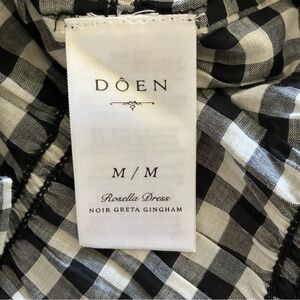 DÔEN
M / M
Rosella Dress
NOIR GRETA GINGHAM